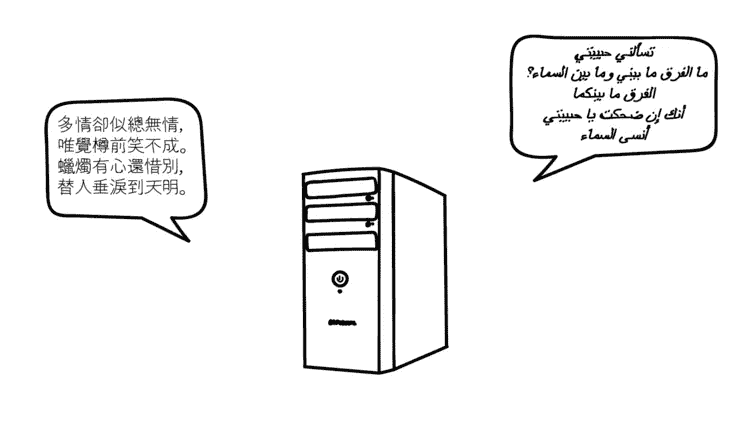 多情卻似總無情,
唯覺樽前笑不成。
蠟燭有心還惜別,
替人垂淚到天明。
تسألني حبيبتي
ما الفرق ما بيني وما بين السماء؟
الفرق ما بينكما
أنك إن ضحكت يا حبيبتي
أنسى السماء